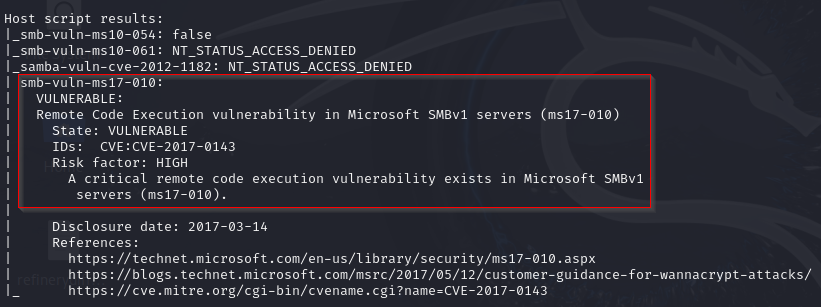 Host script results:
|_smb-vuln-ms10-054: false
|_smb-vuln-ms10-061: NT_STATUS_ACCESS_DENIED
|_samba-vuln-cve-2012-1182: NT_STATUS_ACCESS_DENIED
| smb-vuln-ms17-010:
|   VULNERABLE:
|   Remote Code Execution vulnerability in Microsoft SMBv1 servers (ms17-010)
|     State: VULNERABLE
|     IDs:  CVE:CVE-2017-0143
|     Risk factor: HIGH
|       A critical remote code execution vulnerability exists in Microsoft SMBv1
|        servers (ms17-010).
|
|     Disclosure date: 2017-03-14
|     References:
|       https://technet.microsoft.com/en-us/library/security/ms17-010.aspx
|       https://blogs.technet.microsoft.com/msrc/2017/05/12/customer-guidance-for-wannacrypt-attacks/
|_      https://cve.mitre.org/cgi-bin/cvename.cgi?name=CVE-2017-0143